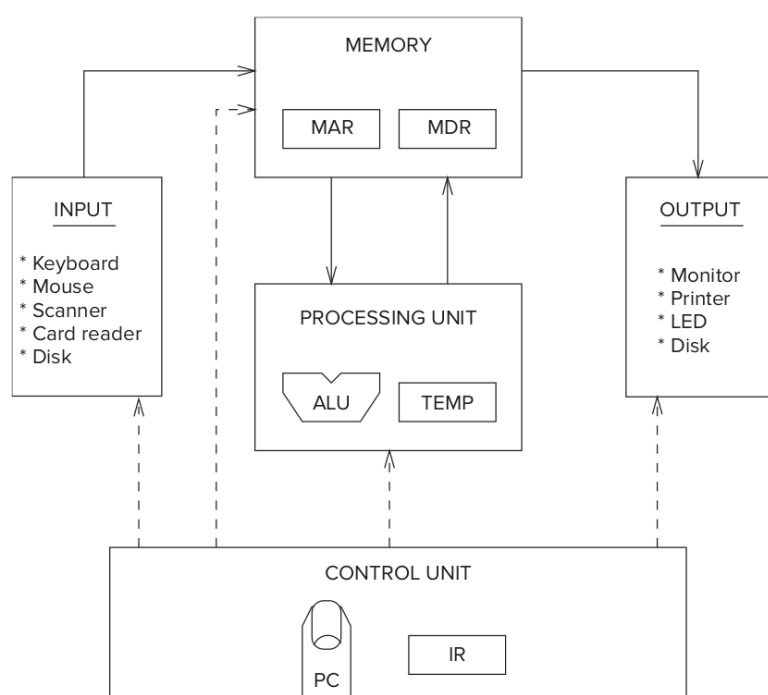 MEMORY
MAR
MDR
INPUT
* Keyboard
* Mouse
* Scanner
* Card reader
* Disk
OUTPUT
* Monitor
* Printer
* LED
* Disk
PROCESSING UNIT
ALU
TEMP
CONTROL UNIT
PC
IR